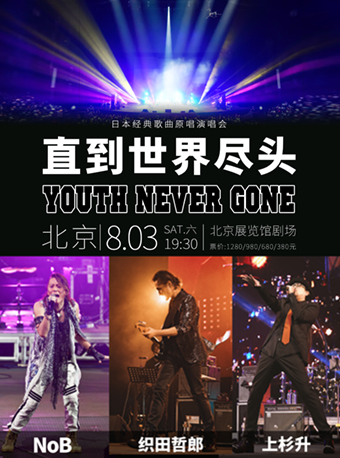 日本经典歌曲原唱演唱会
直到世界尽头
YOUTH NEVER GONE
北京 8.03 SAT.六 19:30 北京展览馆剧场
票价:1280/980/680/380元
NoB 织田哲郎 上杉升